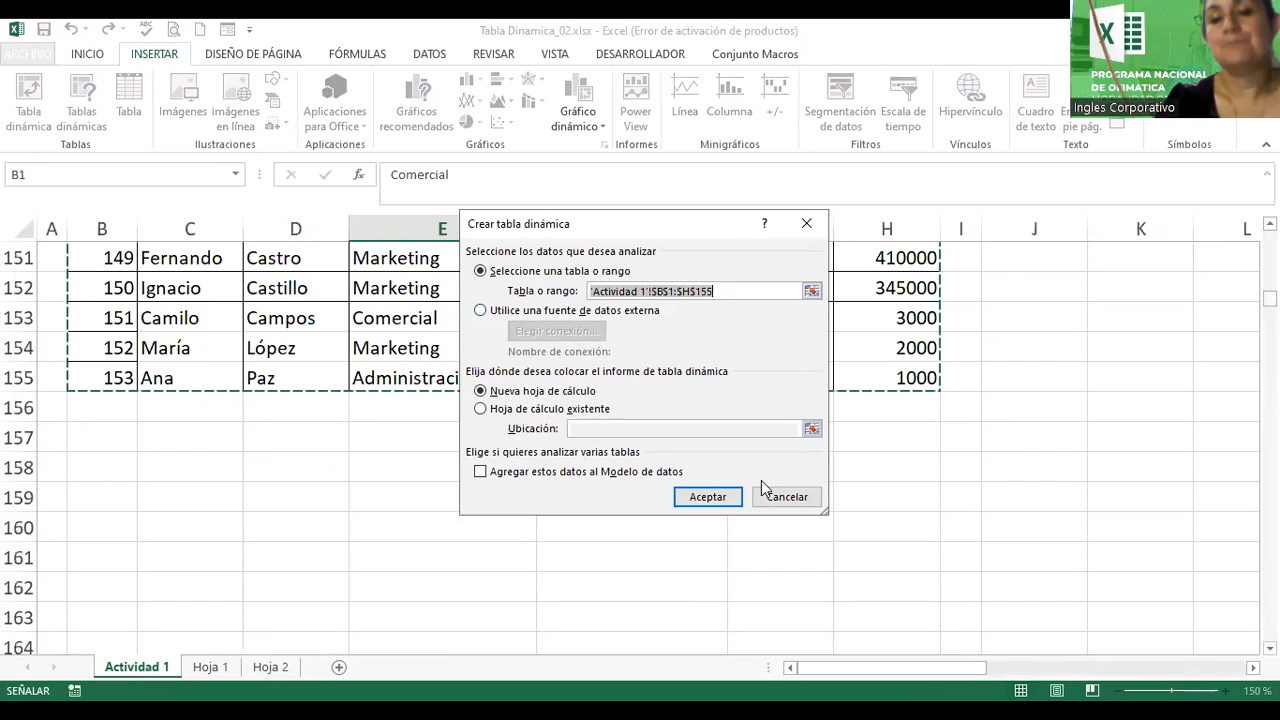 Tabla Dinamica_02.xlsx - Excel (Error de activación de productos)
ARCHIVO INICIO INSERTAR DISEÑO DE PÁGINA FÓRMULAS DATOS REVISAR VISTA DESARROLLADOR Conjunto Macros
PROGRAMA NACIONAL
DE OFIMATICA
Ingles Corporativo
Tabla dinámica
Tablas dinámicas
Tabla
Imágenes
Imágenes en línea
Aplicaciones para Office
Gráficos recomendados
Gráfico dinámico
Power View
Línea
Columna
+/-
Segmentación de datos
Escala de tiempo
Hipervínculo
Cuadro de texto
pie pág.
Tablas Ilustraciones Aplicaciones Gráficos Informes Minigráficos Filtros Vínculos Texto Símbolos
B1 fx Comercial
A B C D E H I J K L
151 149 Fernando Castro Marketing 410000
152 150 Ignacio Castillo Marketing 345000
153 151 Camilo Campos Comercial 3000
154 152 María López Marketing 2000
155 153 Ana Paz Administraci 1000
156
157
158
159
160
161
162
163
164
Crear tabla dinámica ?
Seleccione los datos que desea analizar
Seleccione una tabla o rango
Tabla o rango: 'Actividad 1'!$B$1:$H$155
Utilice una fuente de datos externa
Elegir conexión...
Nombre de conexión:
Elija dónde desea colocar el informe de tabla dinámica
Nueva hoja de cálculo
Hoja de cálculo existente
Ubicación:
Elige si quieres analizar varias tablas
Agregar estos datos al Modelo de datos
Aceptar Cancelar
Actividad 1 Hoja 1 Hoja 2
SEÑALAR 150 %